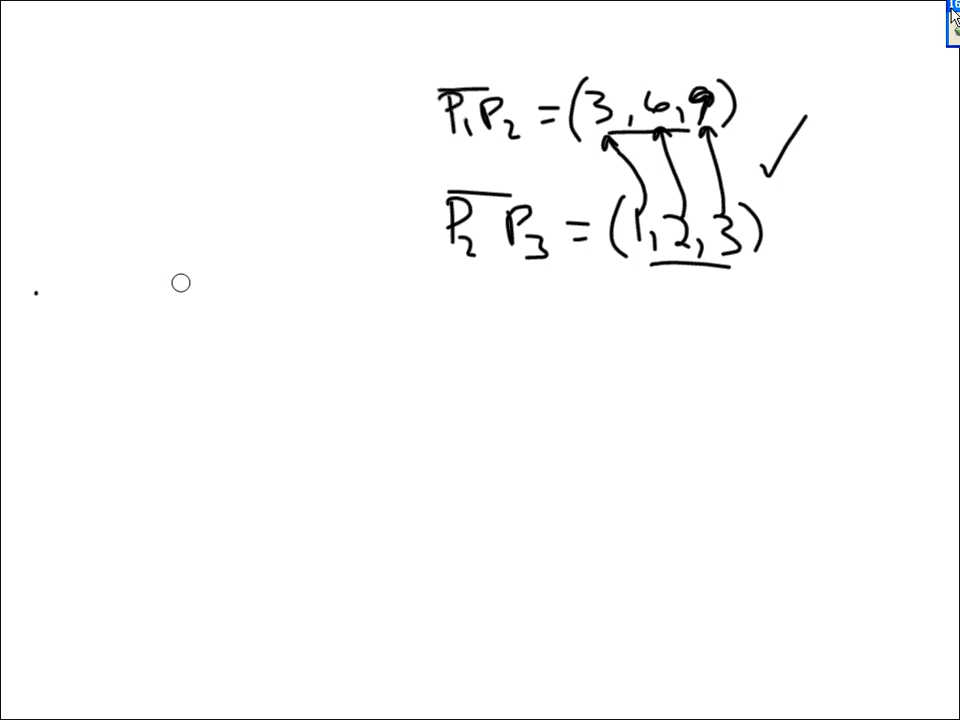 P₁P₂ = (3, 6, 9) ✓
P₂P₃ = (1, 2, 3)